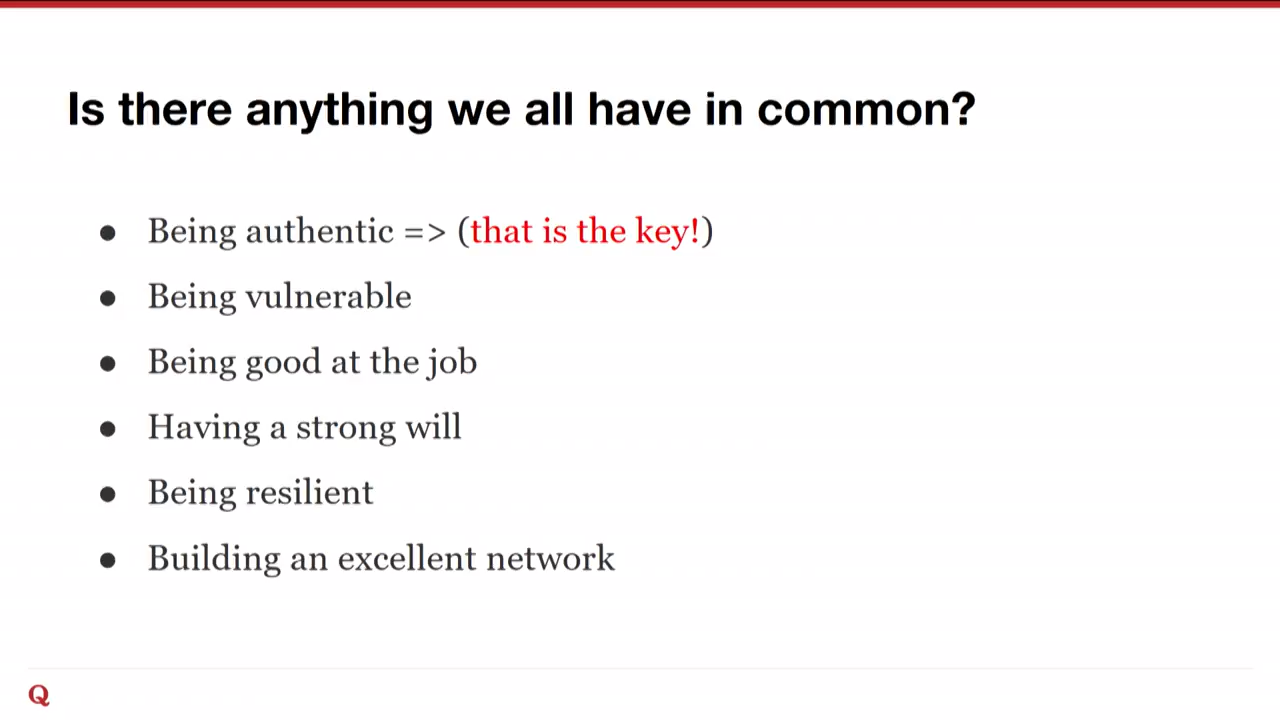 Is there anything we all have in common?
● Being authentic => (that is the key!)
● Being vulnerable
● Being good at the job
● Having a strong will
● Being resilient
● Building an excellent network
Q